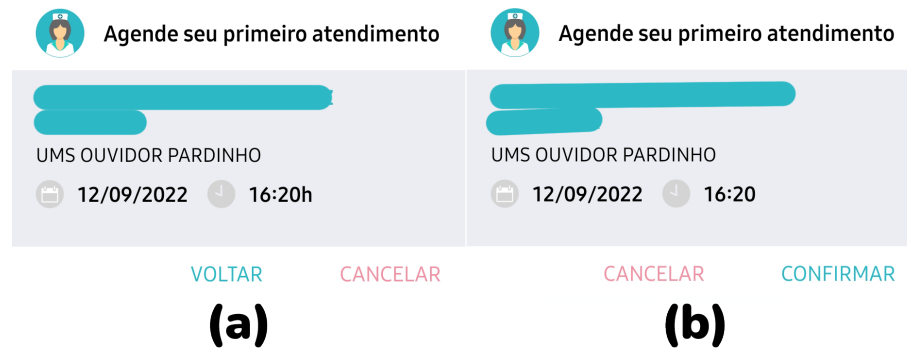 Agende seu primeiro atendimento
UMS OUVIDOR PARDINHO
12/09/2022 16:20h
VOLTAR CANCELAR
(a)
Agende seu primeiro atendimento
UMS OUVIDOR PARDINHO
12/09/2022 16:20
CANCELAR CONFIRMAR
(b)